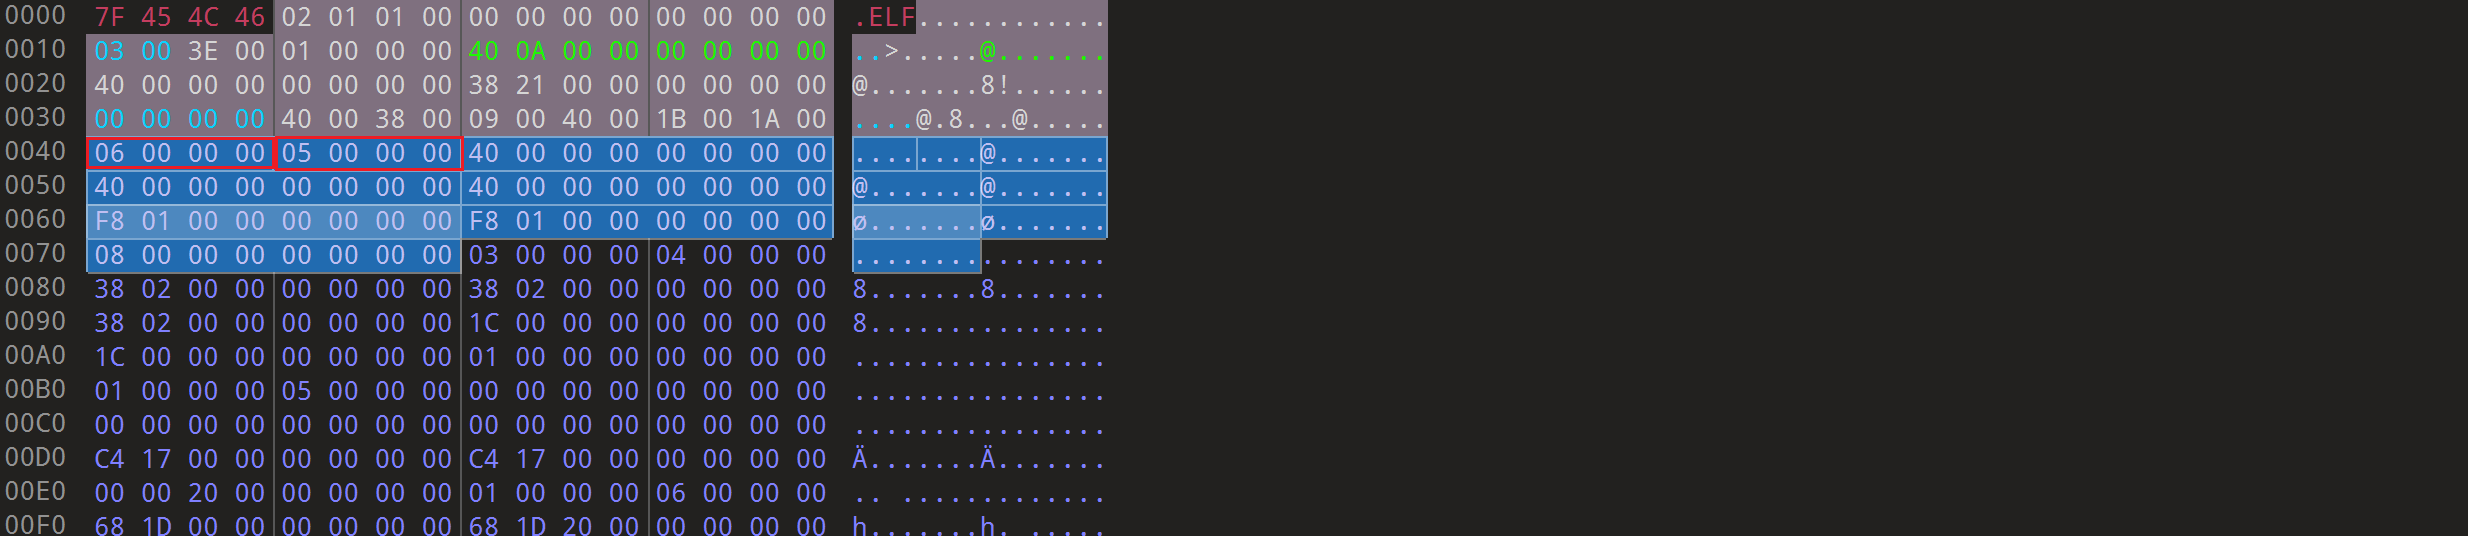 0000 7F 45 4C 46 02 01 01 00 00 00 00 00 00 00 00 00 .ELF............
0010 03 00 3E 00 01 00 00 00 40 0A 00 00 00 00 00 00 ..>.....@.......
0020 40 00 00 00 00 00 00 00 38 21 00 00 00 00 00 00 @.......8!......
0030 00 00 00 00 40 00 38 00 09 00 40 00 1B 00 1A 00 ....@.8...@.....
0040 06 00 00 00 05 00 00 00 40 00 00 00 00 00 00 00 ........@.......
0050 40 00 00 00 00 00 00 00 40 00 00 00 00 00 00 00 @.......@.......
0060 F8 01 00 00 00 00 00 00 F8 01 00 00 00 00 00 00 ø.......ø.......
0070 08 00 00 00 00 00 00 00 03 00 00 00 04 00 00 00 ................
0080 38 02 00 00 00 00 00 00 38 02 00 00 00 00 00 00 8.......8.......
0090 38 02 00 00 00 00 00 00 1C 00 00 00 00 00 00 00 8...............
00A0 1C 00 00 00 00 00 00 00 01 00 00 00 00 00 00 00 ................
00B0 01 00 00 00 05 00 00 00 00 00 00 00 00 00 00 00 ................
00C0 00 00 00 00 00 00 00 00 00 00 00 00 00 00 00 00 ................
00D0 C4 17 00 00 00 00 00 00 C4 17 00 00 00 00 00 00 Ä.......Ä.......
00E0 00 00 20 00 00 00 00 00 01 00 00 00 06 00 00 00 .. .............
00F0 68 1D 00 00 00 00 00 00 68 1D 20 00 00 00 00 00 h.......h. .....